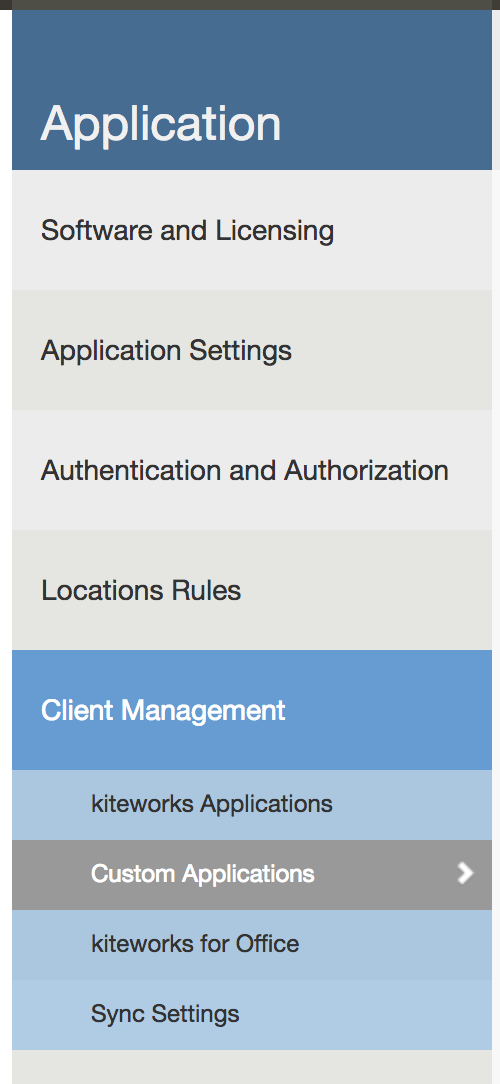 Application
Software and Licensing
Application Settings
Authentication and Authorization
Locations Rules
Client Management
kiteworks Applications
Custom Applications
kiteworks for Office
Sync Settings